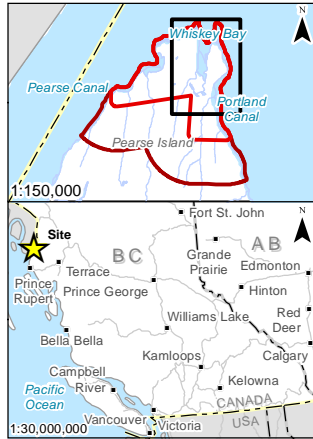 N
Whiskey Bay
Pearse Canal
Portland
Canal
Pearse Island
1:150,000
Fort St. John
N
Site
BC
AB
Grande
Prairie
Edmonton
Terrace
Prince
Rupert
Prince George
Hinton
Red
Deer
Williams Lake
Bella Bella
Calgary
Kamloops
Campbell
River
Kelowna
Pacific
Ocean
CANADA
USA
Vancouver
Victoria
1:30,000,000